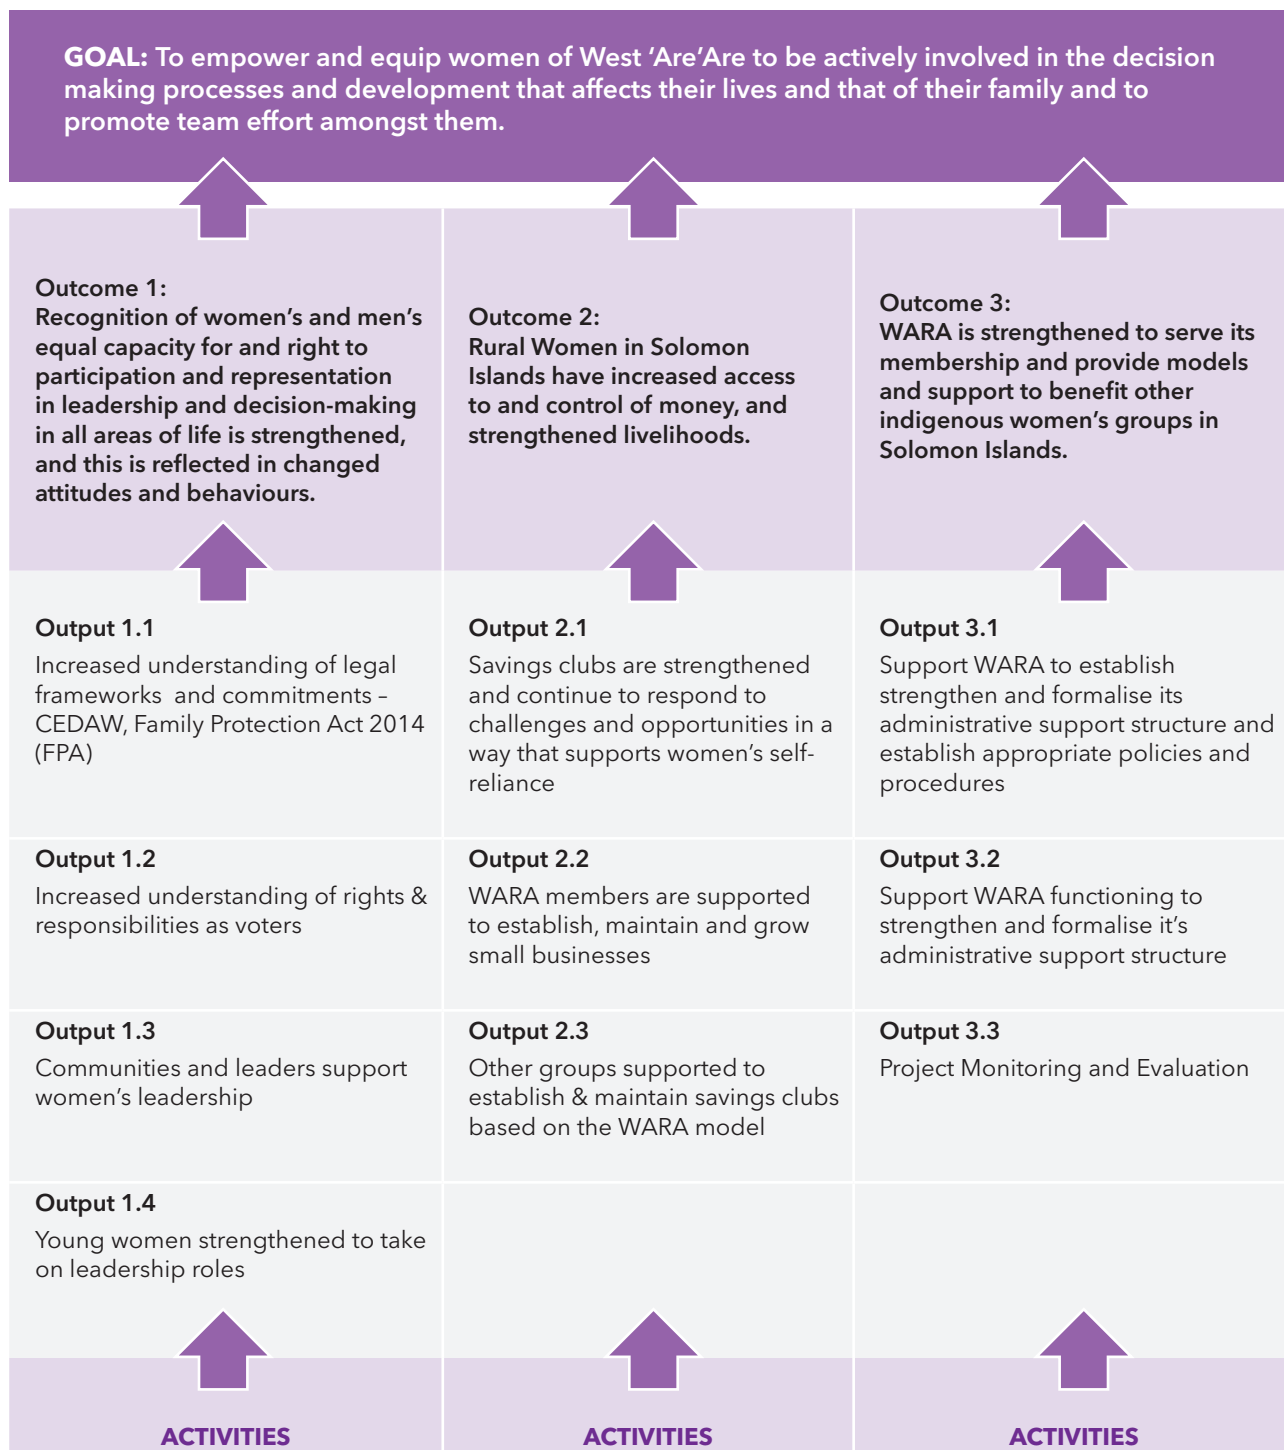 GOAL: To empower and equip women of West ‘Are’Are to be actively involved in the decision
making processes and development that affects their lives and that of their family and to
promote team effort amongst them.
Outcome 1:
Recognition of women’s and men’s
equal capacity for and right to
participation and representation
in leadership and decision-making
in all areas of life is strengthened,
and this is reflected in changed
attitudes and behaviours.
Outcome 2:
Rural Women in Solomon
Islands have increased access
to and control of money, and
strengthened livelihoods.
Outcome 3:
WARA is strengthened to serve its
membership and provide models
and support to benefit other
indigenous women’s groups in
Solomon Islands.
Output 1.1
Increased understanding of legal
frameworks and commitments –
CEDAW, Family Protection Act 2014
(FPA)
Output 2.1
Savings clubs are strengthened
and continue to respond to
challenges and opportunities in a
way that supports women’s self-
reliance
Output 3.1
Support WARA to establish
strengthen and formalise its
administrative support structure and
establish appropriate policies and
procedures
Output 1.2
Increased understanding of rights &
responsibilities as voters
Output 2.2
WARA members are supported
to establish, maintain and grow
small businesses
Output 3.2
Support WARA functioning to
strengthen and formalise it’s
administrative support structure
Output 1.3
Communities and leaders support
women’s leadership
Output 2.3
Other groups supported to
establish & maintain savings clubs
based on the WARA model
Output 3.3
Project Monitoring and Evaluation
Output 1.4
Young women strengthened to take
on leadership roles
ACTIVITIES
ACTIVITIES
ACTIVITIES